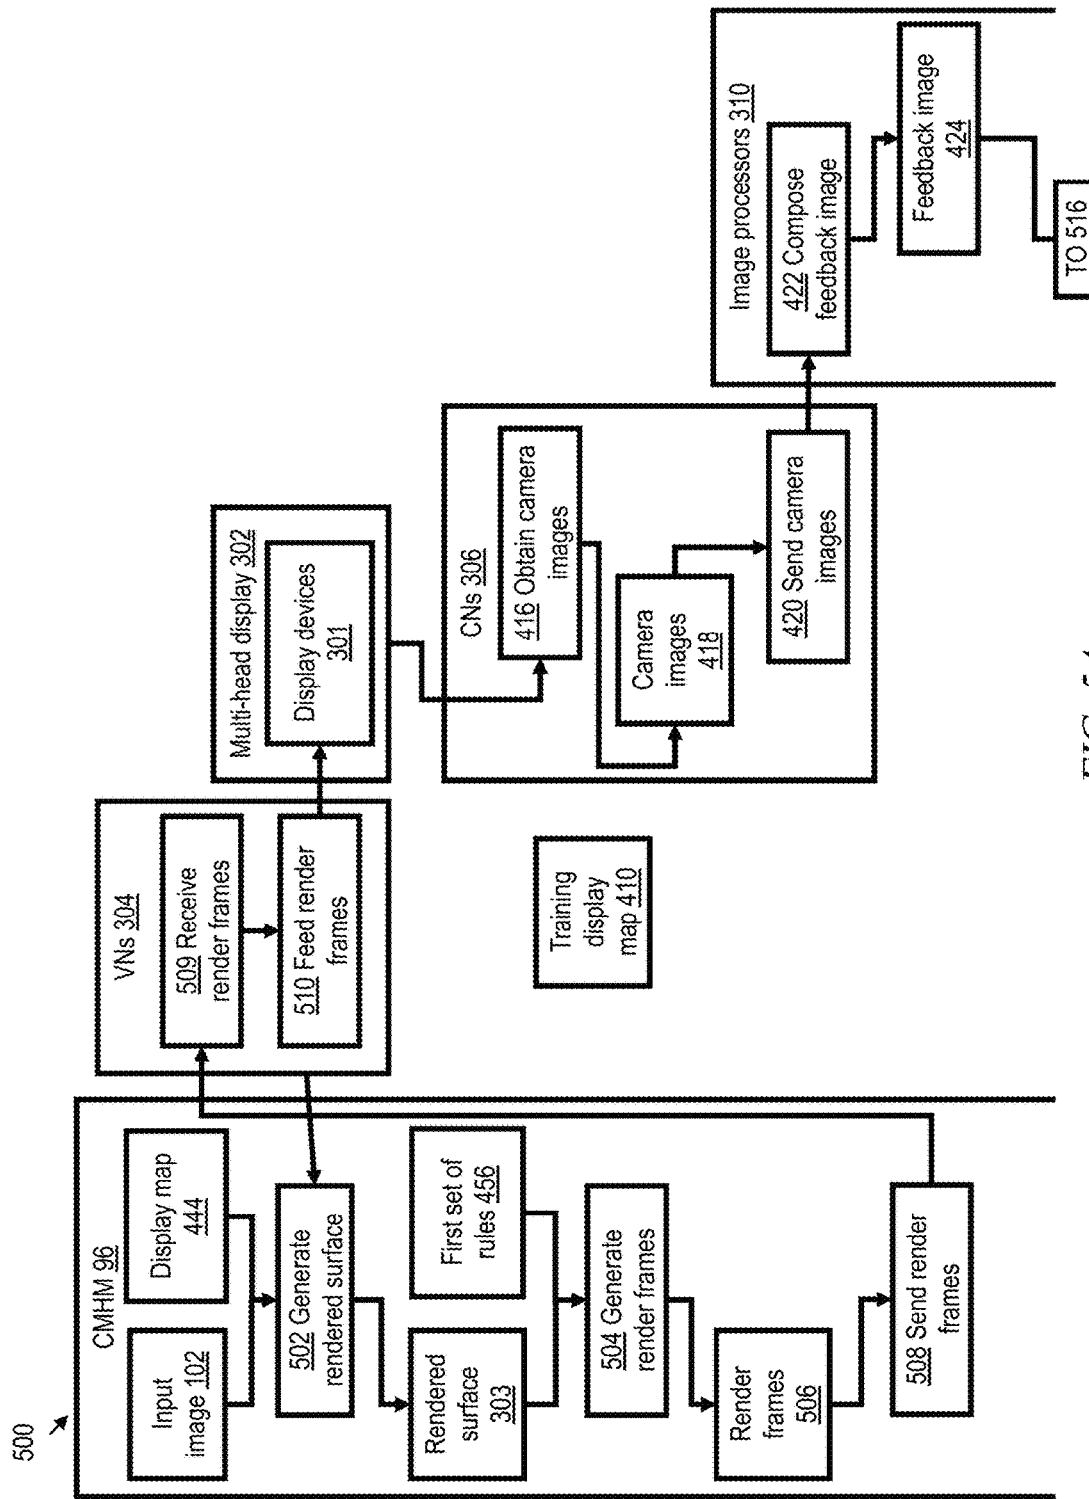 500
CMHM 96
Input
image 102
Display map
444
502 Generate
rendered surface
Rendered
surface
303
First set of
rules 456
504 Generate
render frames
Render
frames
506
508 Send render
frames
VNs 304
509 Receive
render frames
510 Feed render
frames
Training
display
map 410
Multi-head display 302
Display devices
301
CNs 306
416 Obtain camera
images
Camera
images
418
420 Send camera
images
Image processors 310
422 Compose
feedback image
Feedback image
424
TO 516